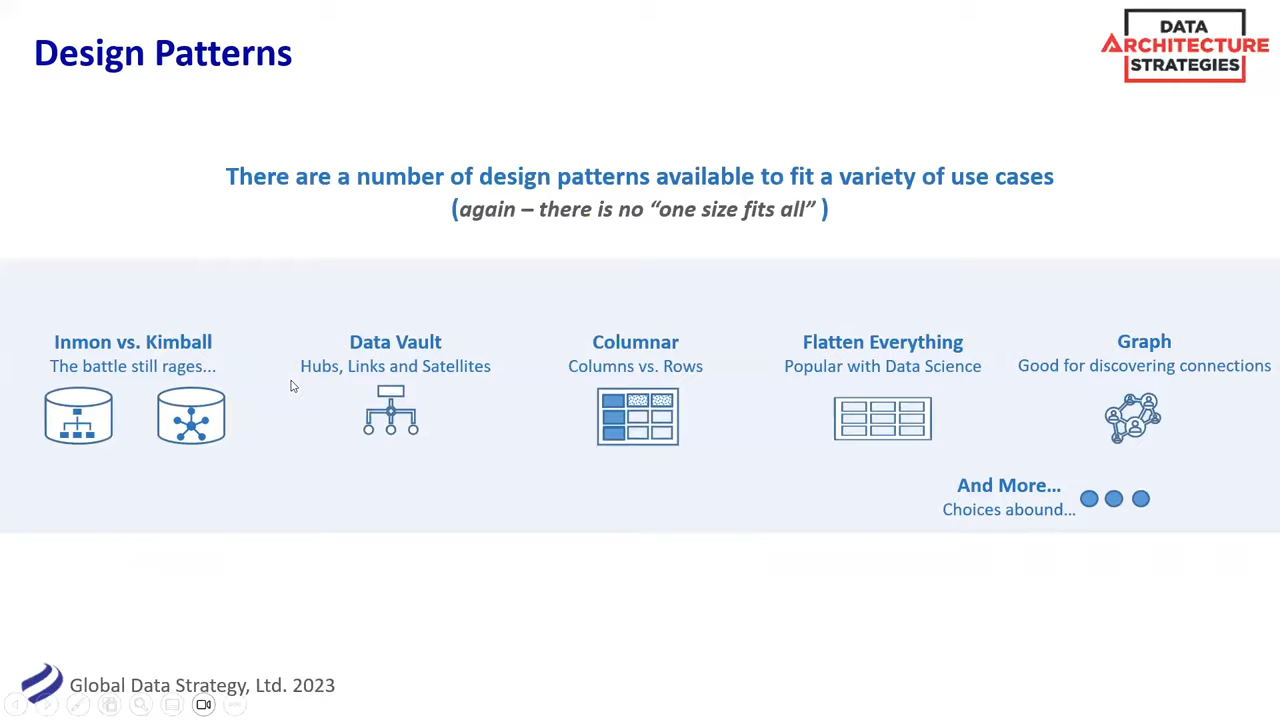 Design Patterns
DATA
ARCHITECTURE
STRATEGIES
There are a number of design patterns available to fit a variety of use cases
(again – there is no “one size fits all” )
Inmon vs. Kimball
The battle still rages...
Data Vault
Hubs, Links and Satellites
Columnar
Columns vs. Rows
Flatten Everything
Popular with Data Science
Graph
Good for discovering connections
And More…
Choices abound…
Global Data Strategy, Ltd. 2023